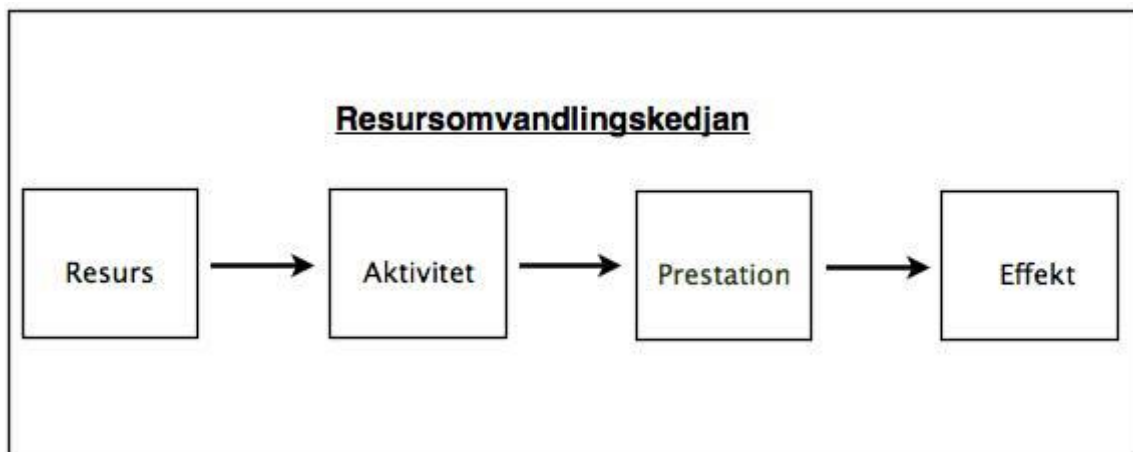 Resursomvandlingskedjan
Resurs
Aktivitet
Prestation
Effekt